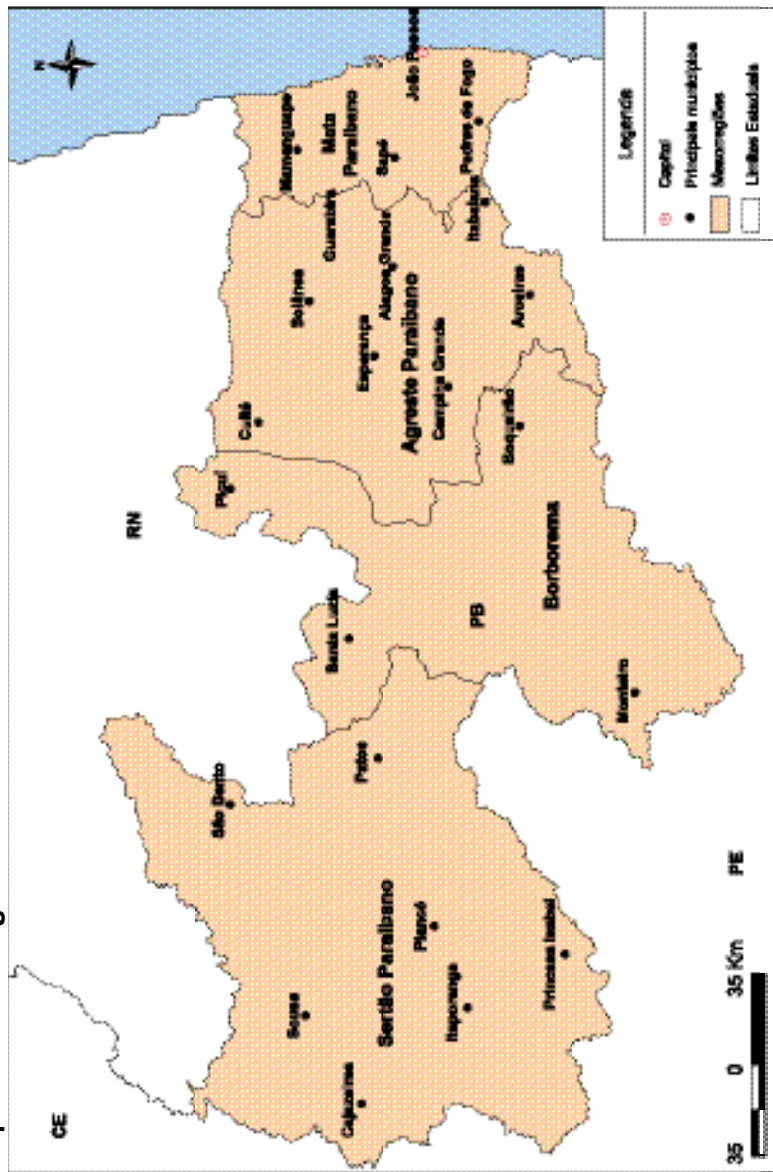 N
CE
RN
PB
PE
Mamanguape
Mata
Paraibano
Sapé
João Pessoa
Pedras de Fogo
Itabaiana
Guarabira
Solânea
Alagoa Grande
Esperança
Agreste Paraibano
Campina Grande
Aroeiras
Cuité
Picuí
Boqueirão
Borborema
Santa Luzia
Monteiro
São Bento
Patos
Sertão Paraibano
Piancó
Sousa
Itaporanga
Cajazeiras
Princesa Isabel
35 0 35 Km
Legenda
Capital
Principais municípios
Mesorregiões
Limites Estaduais